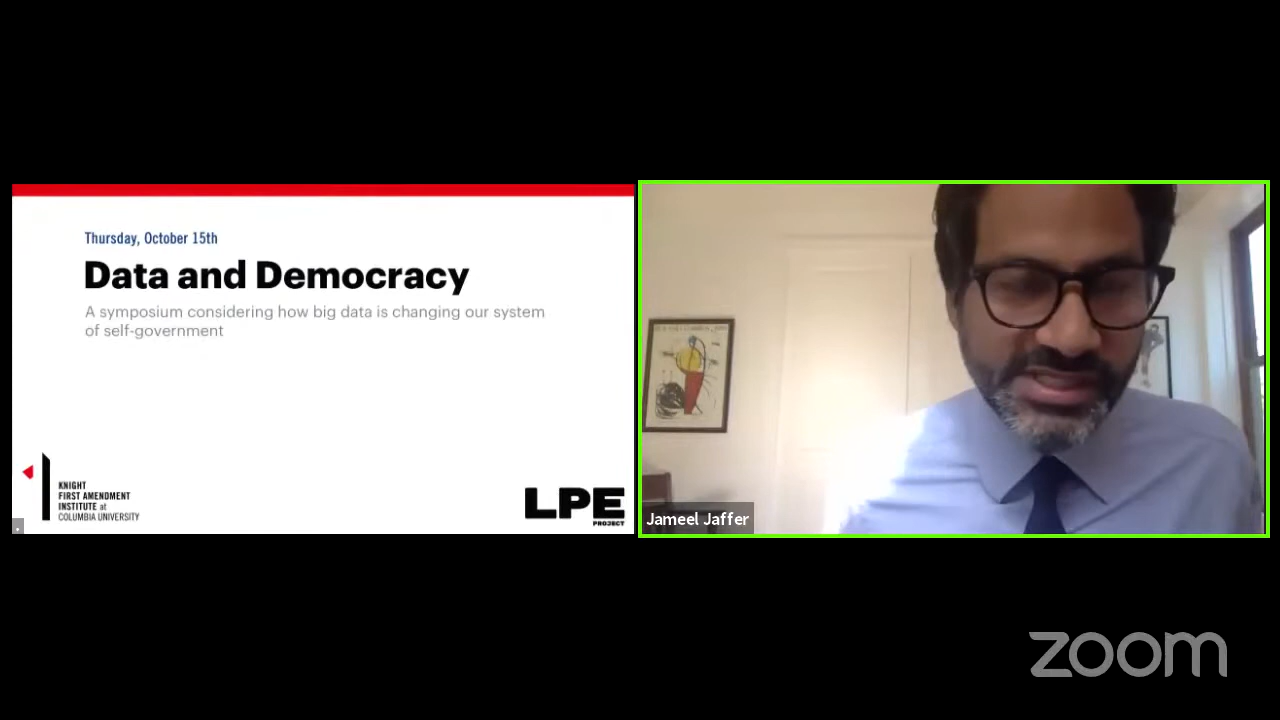 Thursday, October 15th
Data and Democracy
A symposium considering how big data is changing our system
of self-government
KNIGHT
FIRST AMENDMENT
INSTITUTE at
COLUMBIA UNIVERSITY
LPE
PROJECT
Jameel Jaffer
zoom